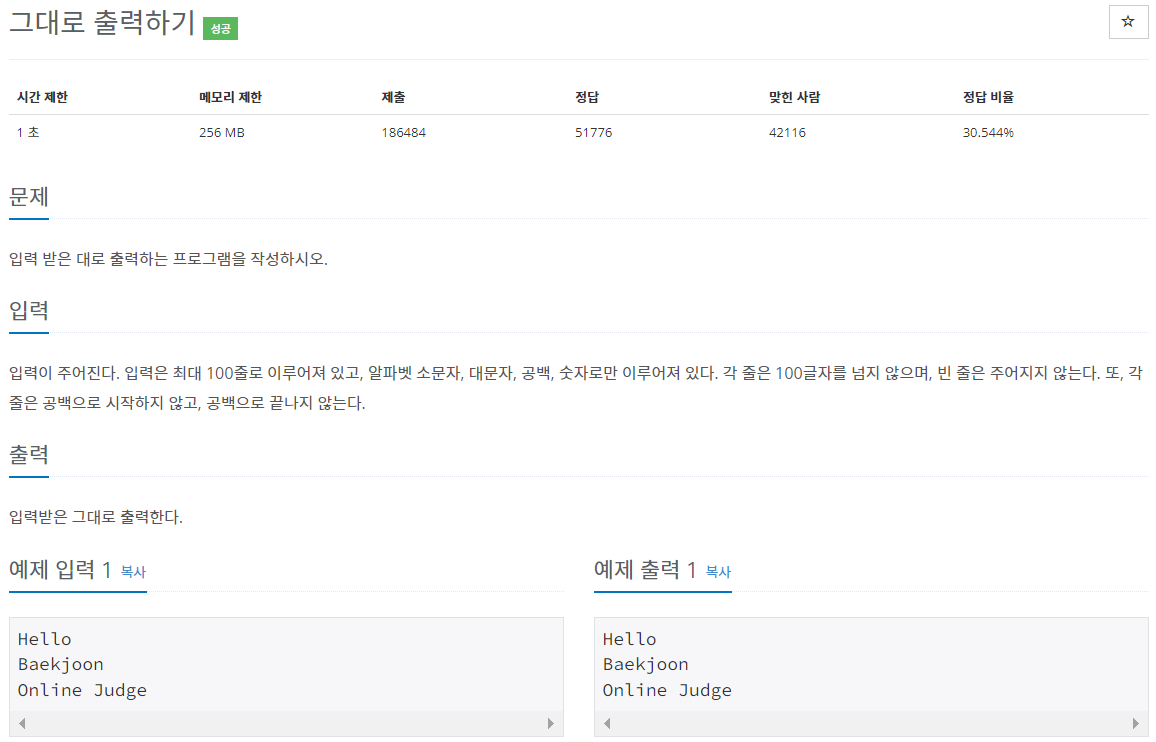 그대로 출력하기 성공
☆
시간 제한 메모리 제한 제출 정답 맞힌 사람 정답 비율
1 초 256 MB 186484 51776 42116 30.544%
문제
입력 받은 대로 출력하는 프로그램을 작성하시오.
입력
입력이 주어진다. 입력은 최대 100줄로 이루어져 있고, 알파벳 소문자, 대문자, 공백, 숫자로만 이루어져 있다. 각 줄은 100글자를 넘지 않으며, 빈 줄은 주어지지 않는다. 또, 각
줄은 공백으로 시작하지 않고, 공백으로 끝나지 않는다.
출력
입력받은 그대로 출력한다.
예제 입력 1 복사
Hello
Baekjoon
Online Judge
예제 출력 1 복사
Hello
Baekjoon
Online Judge